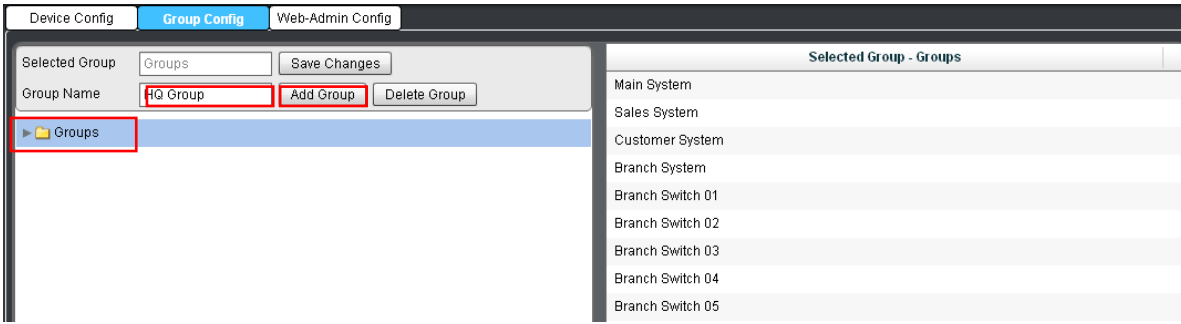 Device Config
Group Config
Web-Admin Config
Selected Group
Groups
Save Changes
Group Name
HQ Group
Add Group
Delete Group
Groups
Selected Group - Groups
Main System
Sales System
Customer System
Branch System
Branch Switch 01
Branch Switch 02
Branch Switch 03
Branch Switch 04
Branch Switch 05